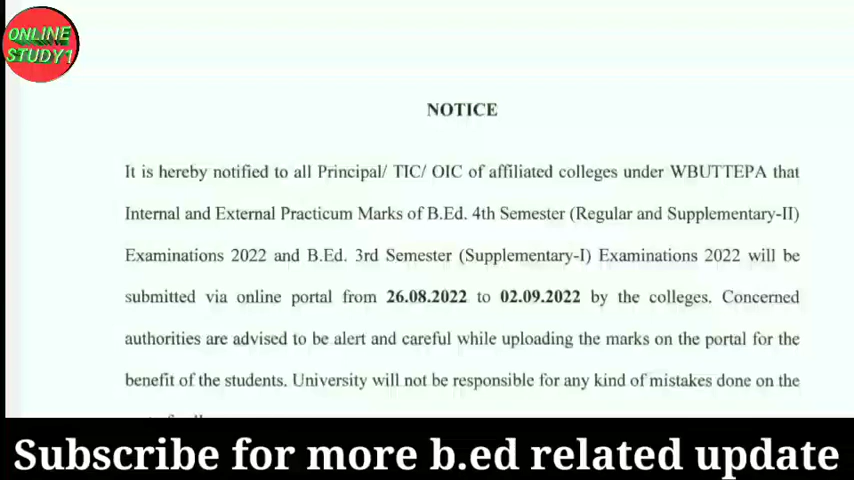 ONLINE
STUDY1
NOTICE
It is hereby notified to all Principal/ TIC/ OIC of affiliated colleges under WBUTTEPA that
Internal and External Practicum Marks of B.Ed. 4th Semester (Regular and Supplementary-II)
Examinations 2022 and B.Ed. 3rd Semester (Supplementary-I) Examinations 2022 will be
submitted via online portal from 26.08.2022 to 02.09.2022 by the colleges. Concerned
authorities are advised to be alert and careful while uploading the marks on the portal for the
benefit of the students. University will not be responsible for any kind of mistakes done on the
Subscribe for more b.ed related update